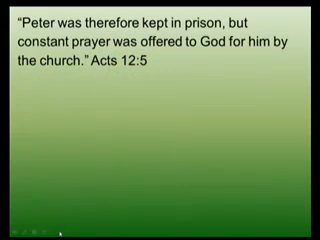 “Peter was therefore kept in prison, but
constant prayer was offered to God for him by
the church.” Acts 12:5